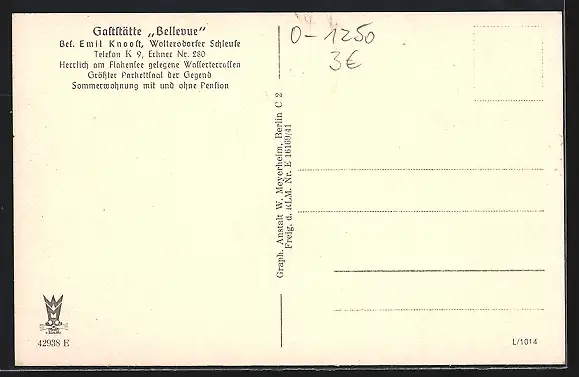 Gaststätte „Bellevue"
Bes. Emil Knoost, Woltersdorfer Schleuse
Telefon K 9, Erkner Nr. 280
Herrlich am Flakensee gelegene Wasserterrassen
Größter Parkettsaal der Gegend
Sommerwohnung mit und ohne Pension
0-1250
3€
Graph. Anstalt W. Meyerheim, Berlin C 2
Freig. d. RLM. Nr. E 16169/41
42938 E
L/1014